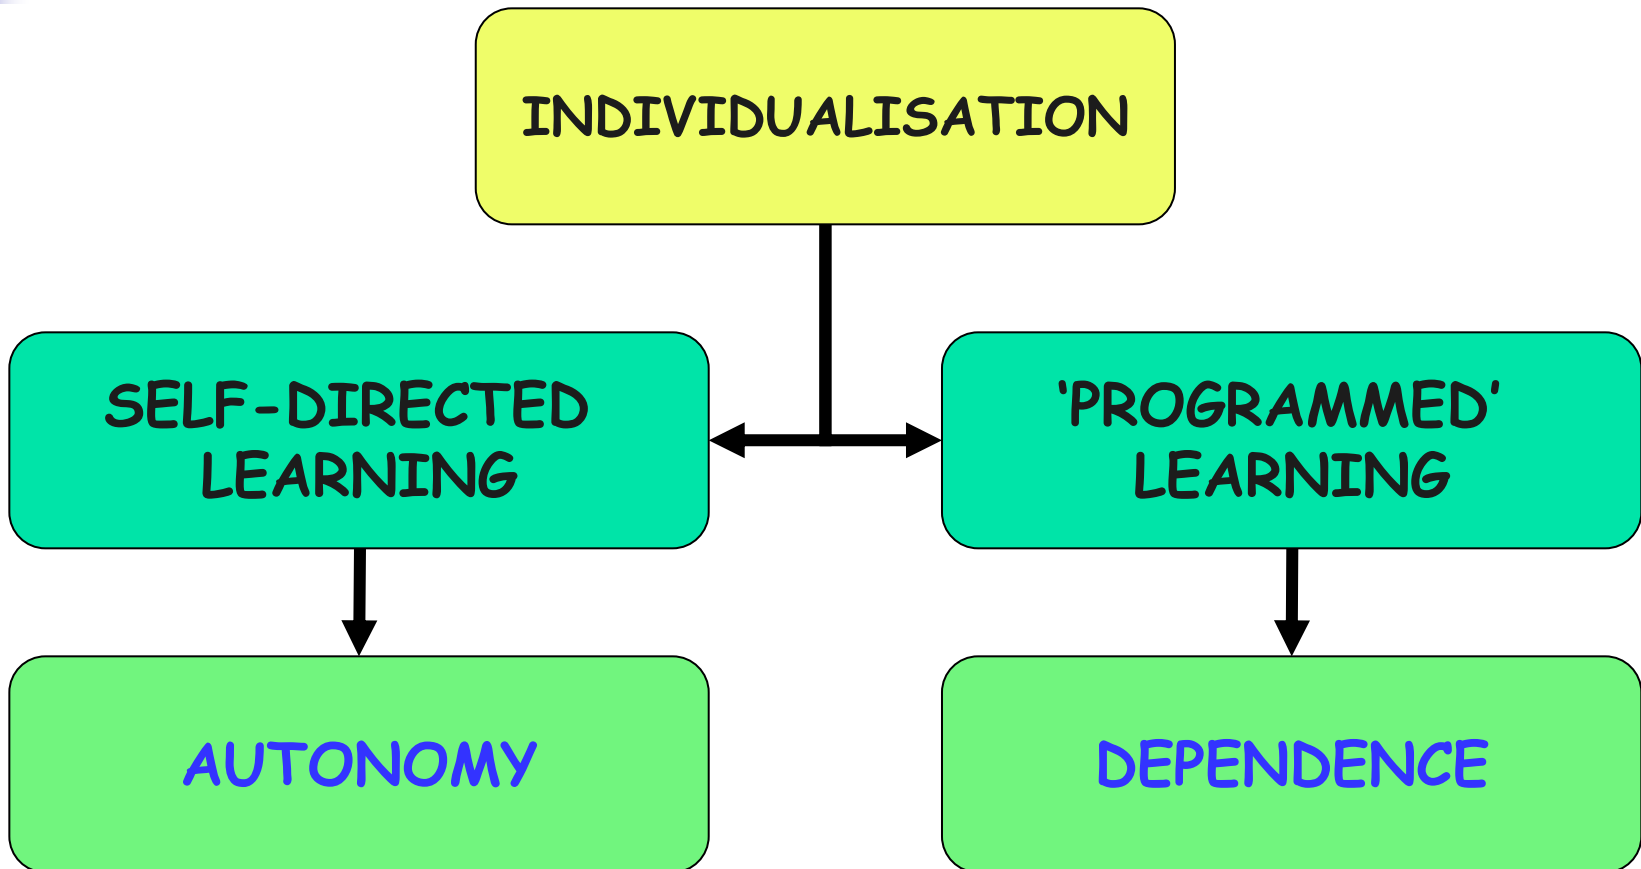 INDIVIDUALISATION
SELF-DIRECTED
LEARNING
‘PROGRAMMED’
LEARNING
AUTONOMY
DEPENDENCE